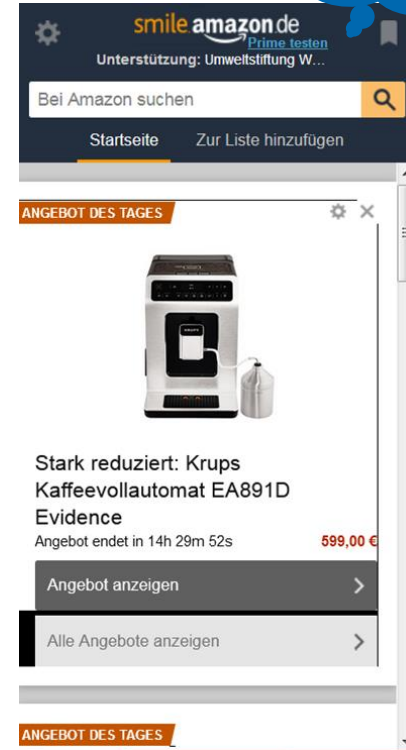 smile.amazon.de
Prime testen
Unterstützung: Umweltstiftung W...
Bei Amazon suchen
Startseite Zur Liste hinzufügen
ANGEBOT DES TAGES
KRUPS
Stark reduziert: Krups
Kaffeevollautomat EA891D
Evidence
Angebot endet in 14h 29m 52s 599,00 €
Angebot anzeigen
Alle Angebote anzeigen
ANGEBOT DES TAGES